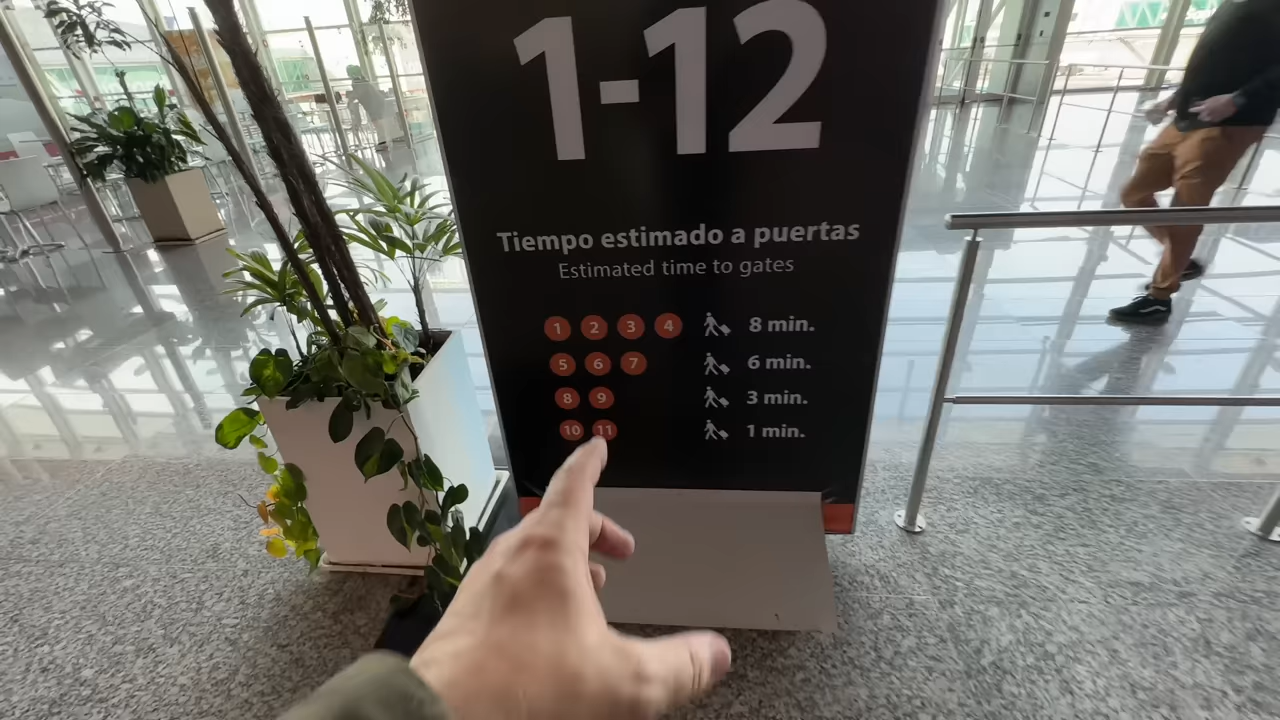 1-12
Tiempo estimado a puertas
Estimated time to gates
1 2 3 4 8 min.
5 6 7 6 min.
8 9 3 min.
10 11 1 min.